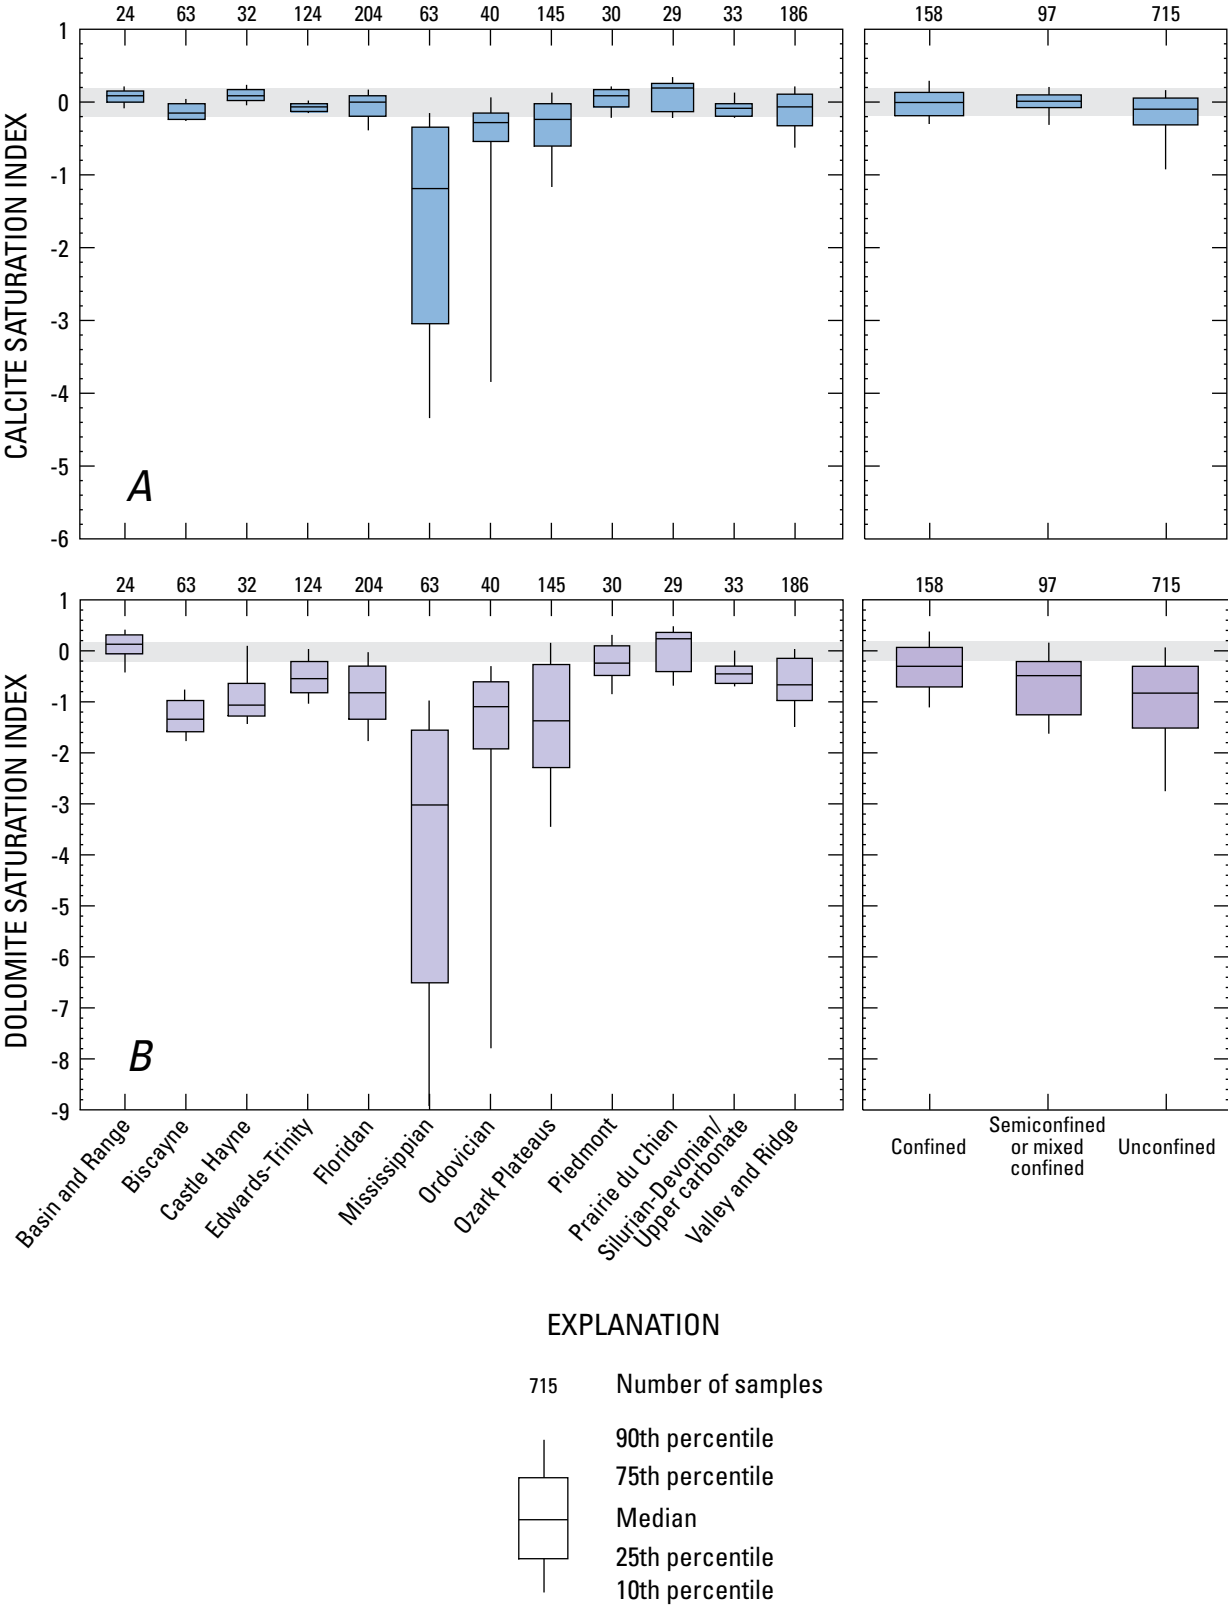 24 63 32 124 204 63 40 145 30 29 33 186 158 97 715
CALCITE SATURATION INDEX
1
0
-1
-2
-3
-4
-5
-6
A
24 63 32 124 204 63 40 145 30 29 33 186 158 97 715
DOLOMITE SATURATION INDEX
1
0
-1
-2
-3
-4
-5
-6
-7
-8
-9
B
Basin and Range
Biscayne
Castle Hayne
Edwards-Trinity
Floridan
Mississippian
Ordovician
Ozark Plateaus
Piedmont
Prairie du Chien
Silurian-Devonian/
Upper carbonate
Valley and Ridge
Confined
Semiconfined
or mixed
confined
Unconfined
EXPLANATION
715 Number of samples
90th percentile
75th percentile
Median
25th percentile
10th percentile